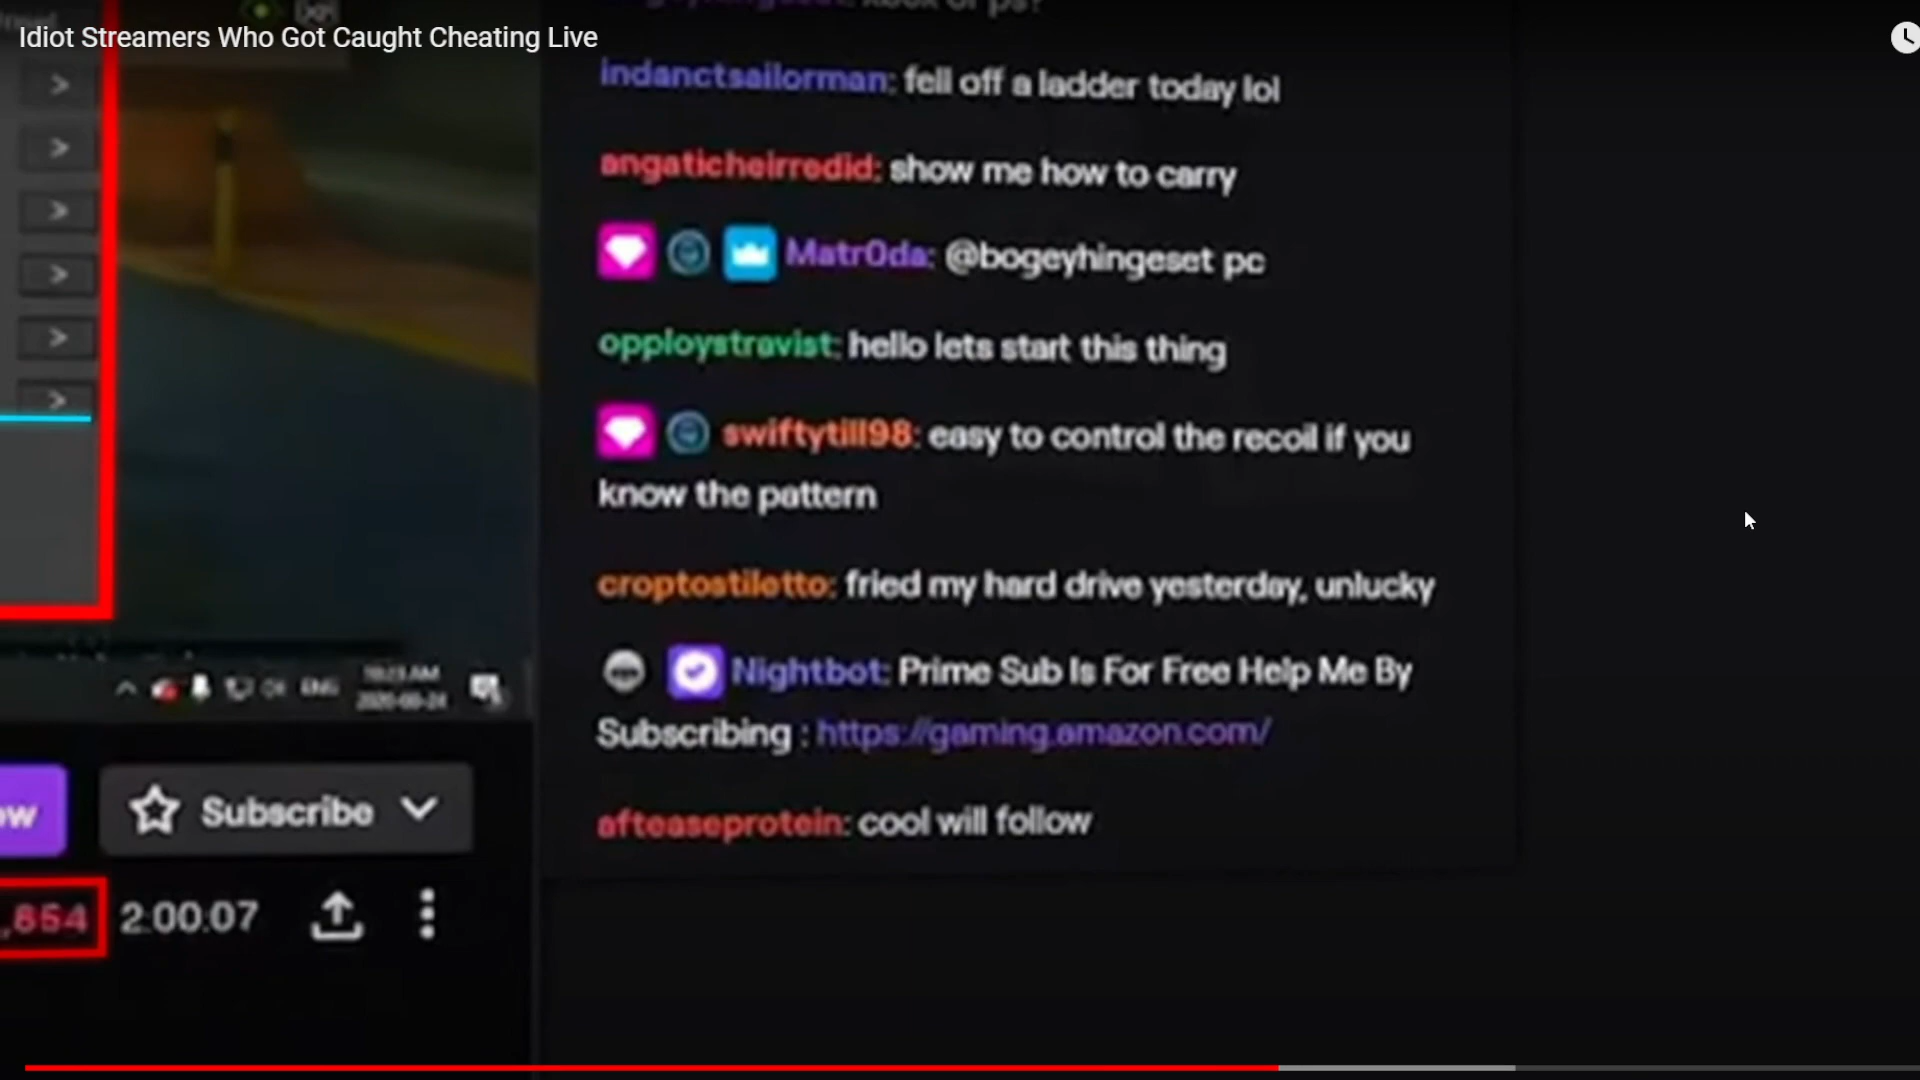 Idiot Streamers Who Got Caught Cheating Live
indanctsailorman: fell off a ladder today lol
angaticheirredid: show me how to carry
Matr0da: @bogeyhingeset pc
opploystravist: hello lets start this thing
swiftytill98: easy to control the recoil if you
know the pattern
croptostiletto: fried my hard drive yesterday, unlucky
Nightbot: Prime Sub Is For Free Help Me By
Subscribing : https://gaming.amazon.com/
afteaseprotein: cool will follow
ENG
Subscribe
,854 2:00:07